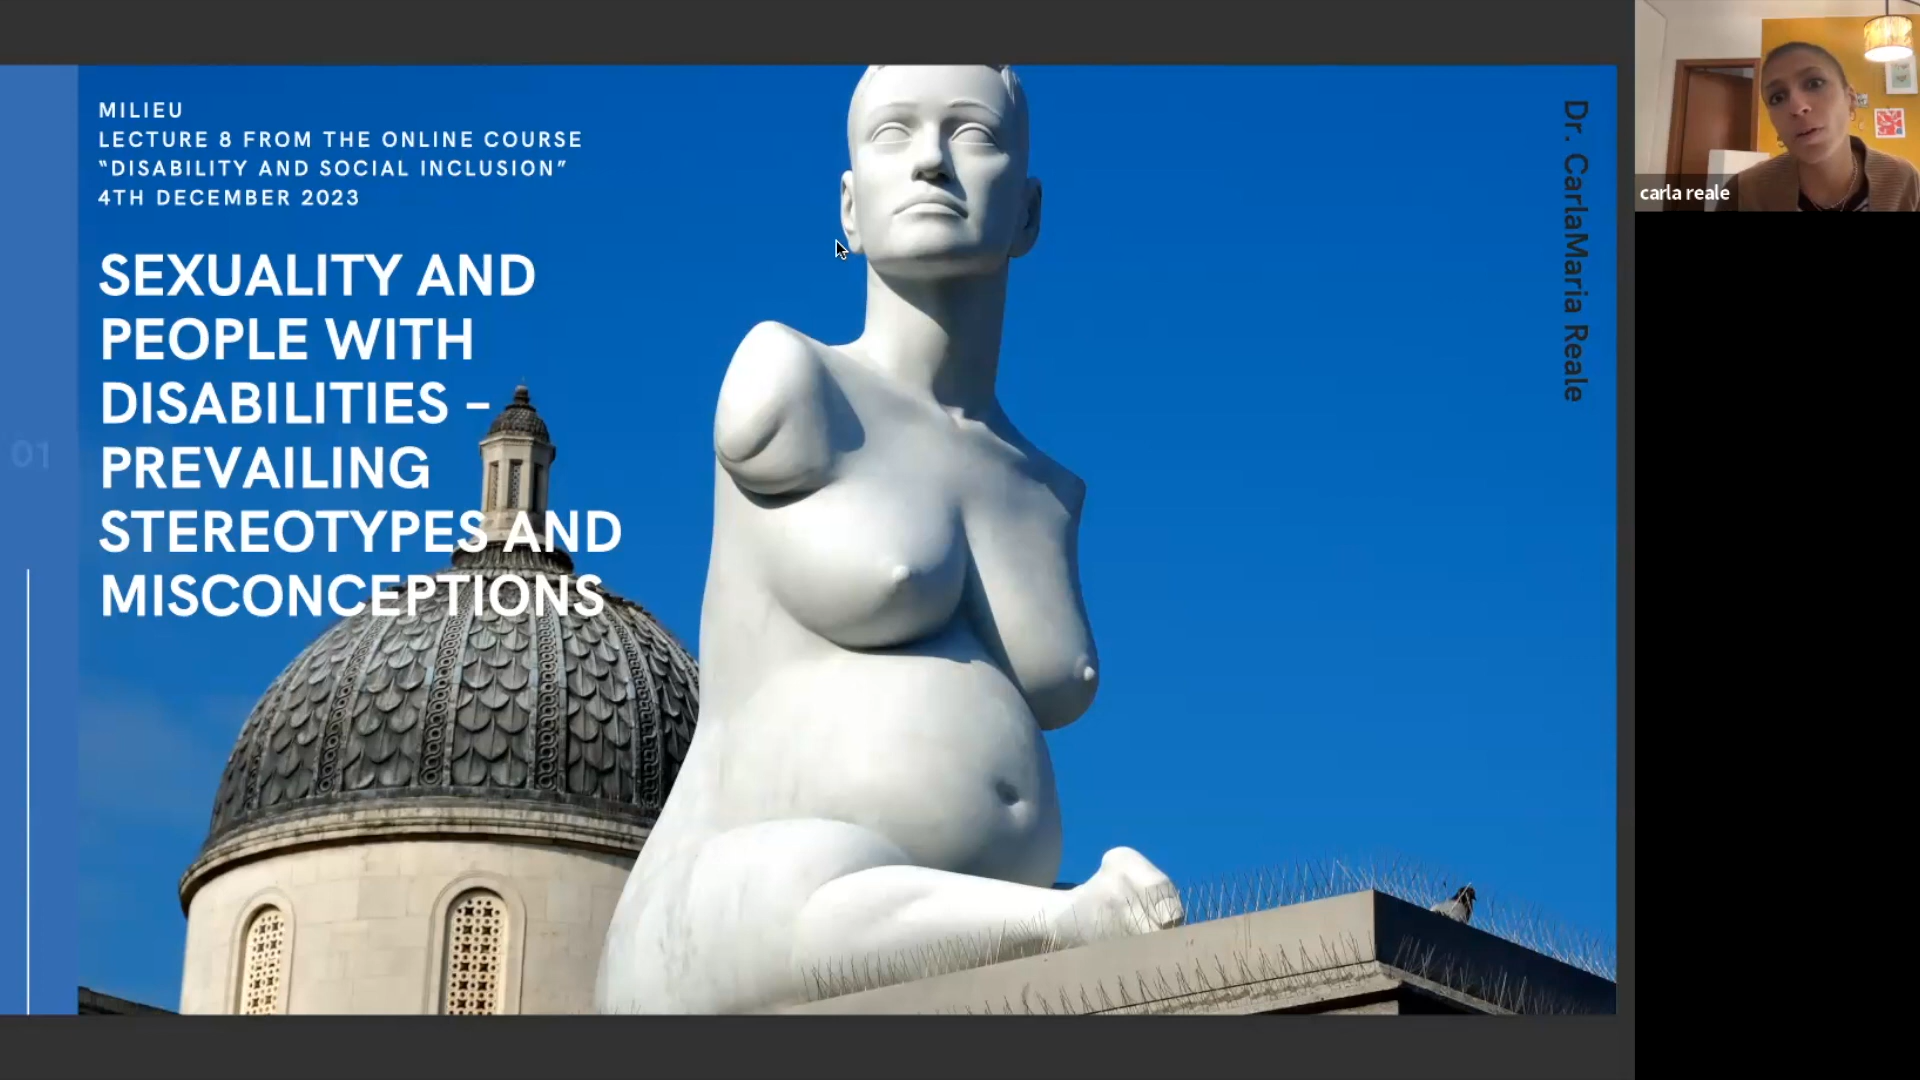 MILIEU
LECTURE 8 FROM THE ONLINE COURSE
“DISABILITY AND SOCIAL INCLUSION”
4TH DECEMBER 2023
SEXUALITY AND
PEOPLE WITH
DISABILITIES –
PREVAILING
STEREOTYPES AND
MISCONCEPTIONS
01
Dr. CarlaMaria Reale
carla reale